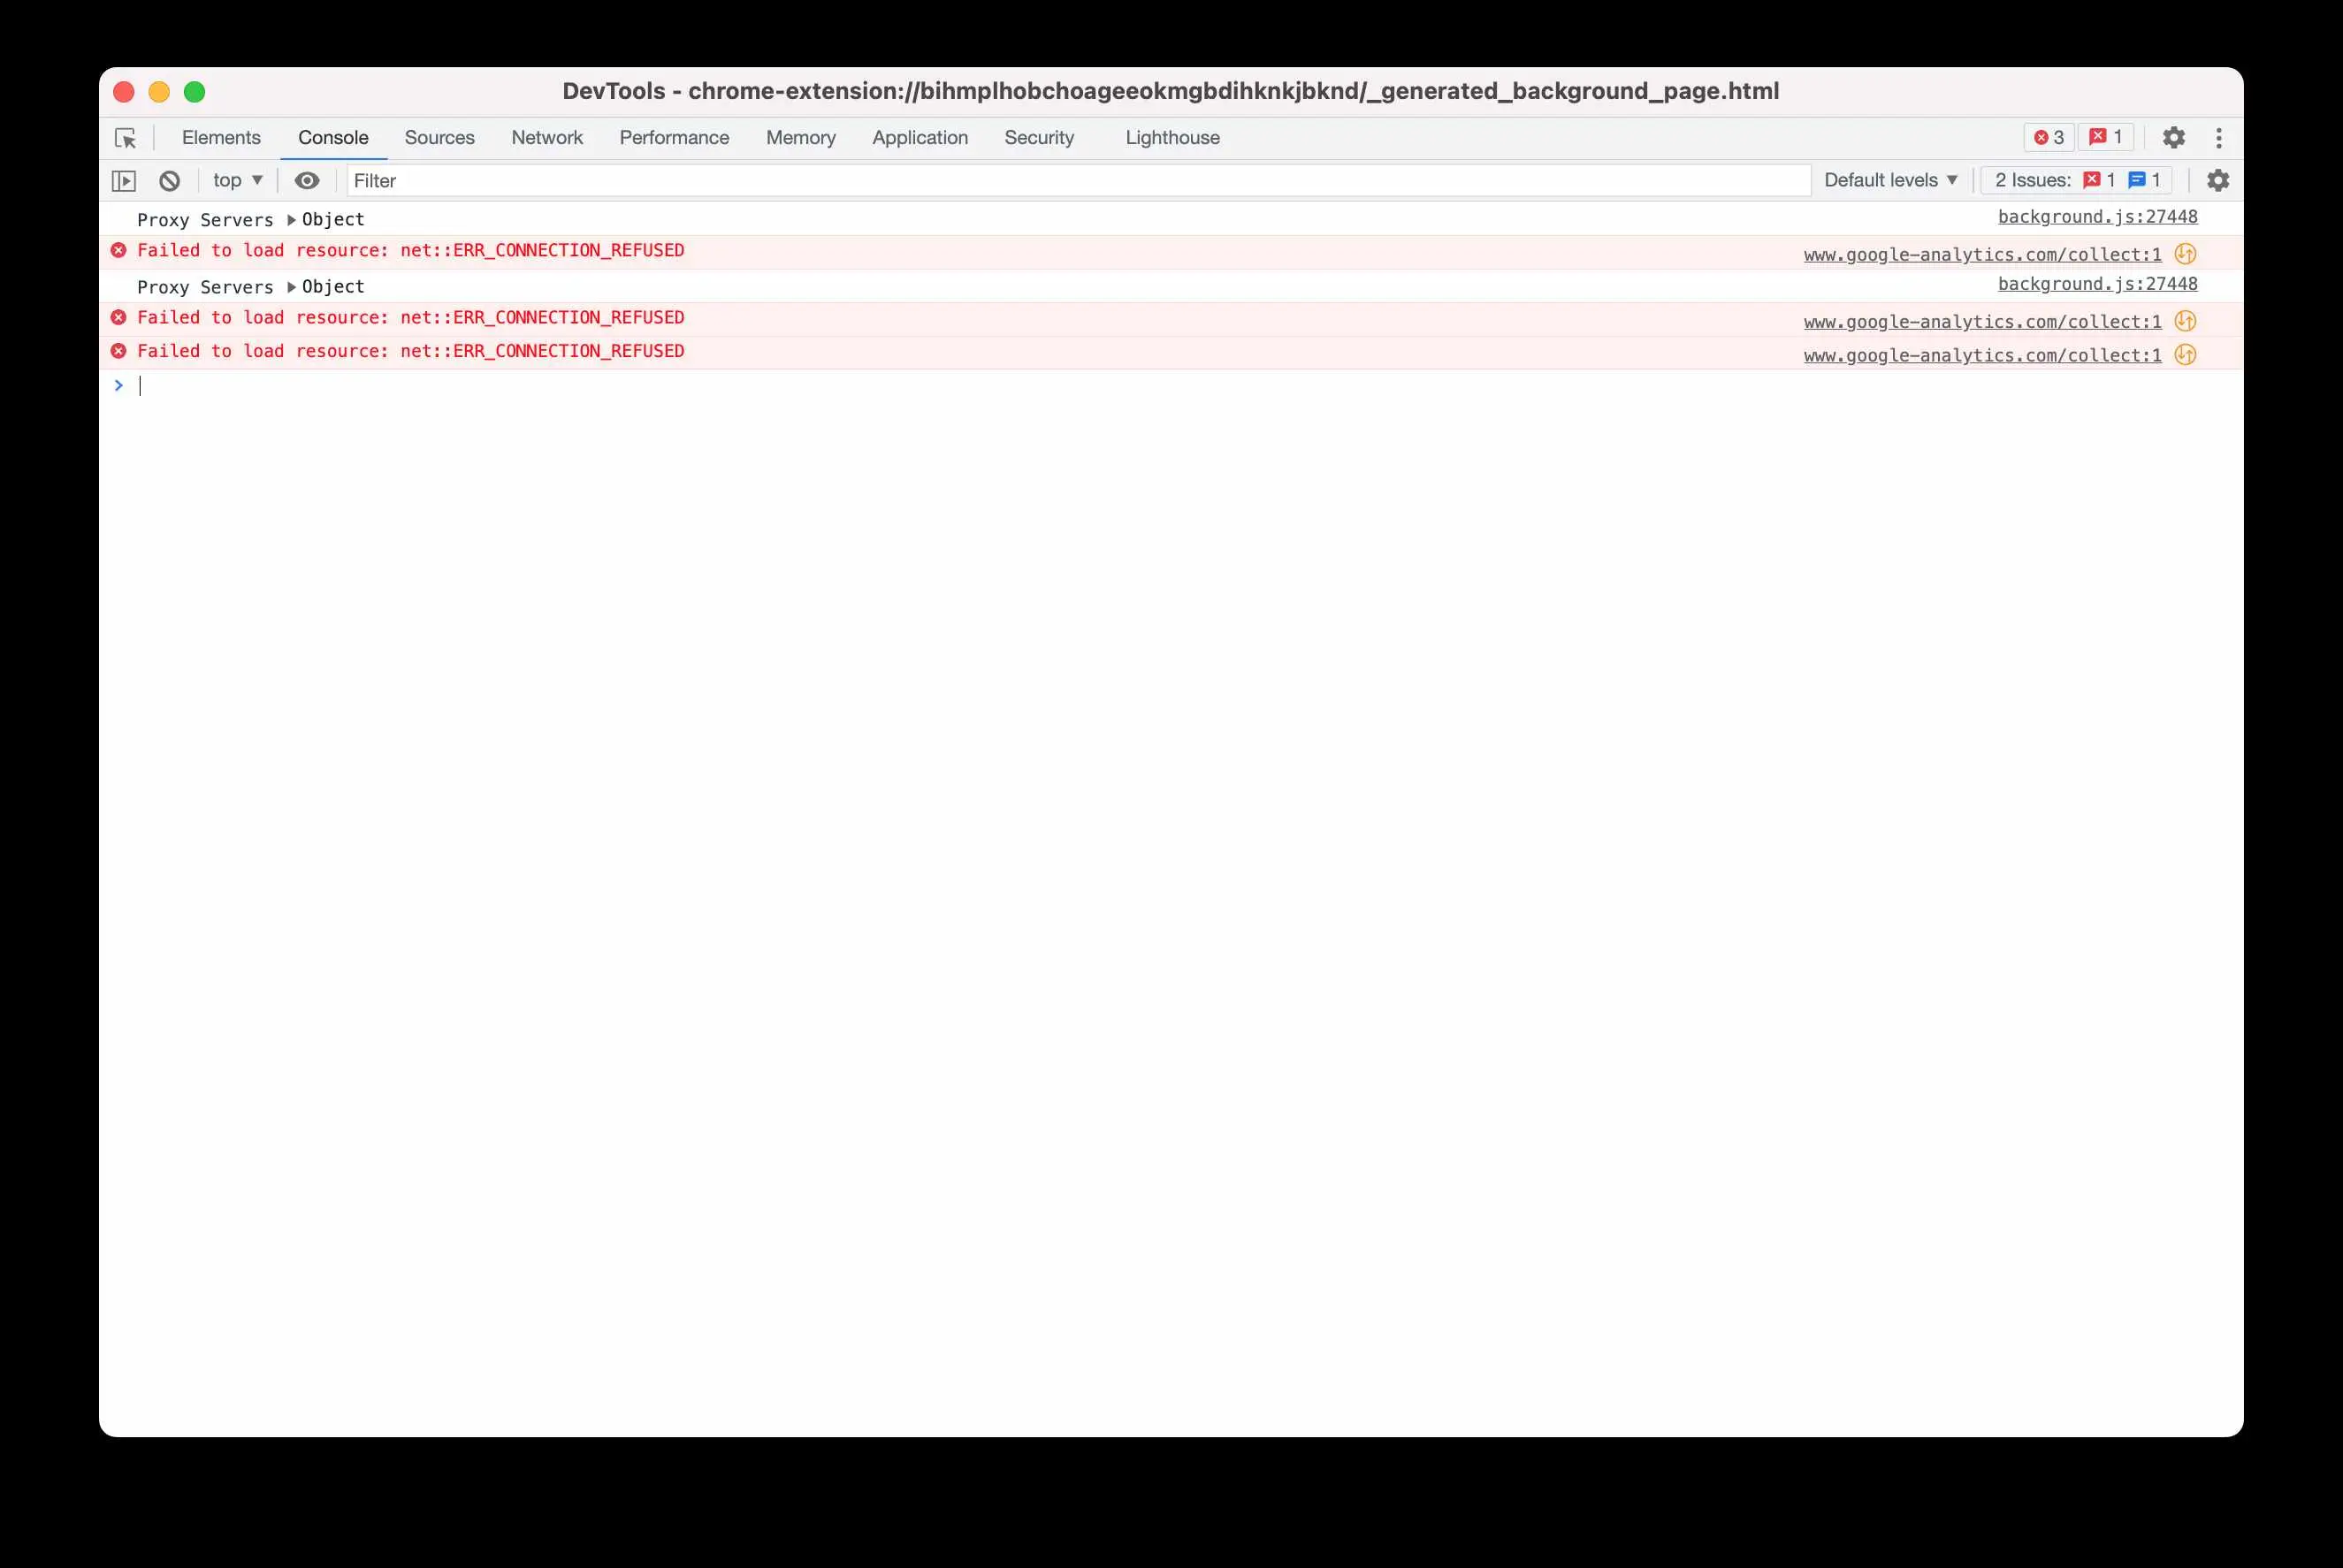 DevTools - chrome-extension://bihmplhobchoageeokmgbdihknkjbknd/_generated_background_page.html
Elements Console Sources Network Performance Memory Application Security Lighthouse 3 1
top Filter Default levels 2 Issues: 1 1
Proxy Servers Object background.js:27448
Failed to load resource: net::ERR_CONNECTION_REFUSED www.google-analytics.com/collect:1
Proxy Servers Object background.js:27448
Failed to load resource: net::ERR_CONNECTION_REFUSED www.google-analytics.com/collect:1
Failed to load resource: net::ERR_CONNECTION_REFUSED www.google-analytics.com/collect:1